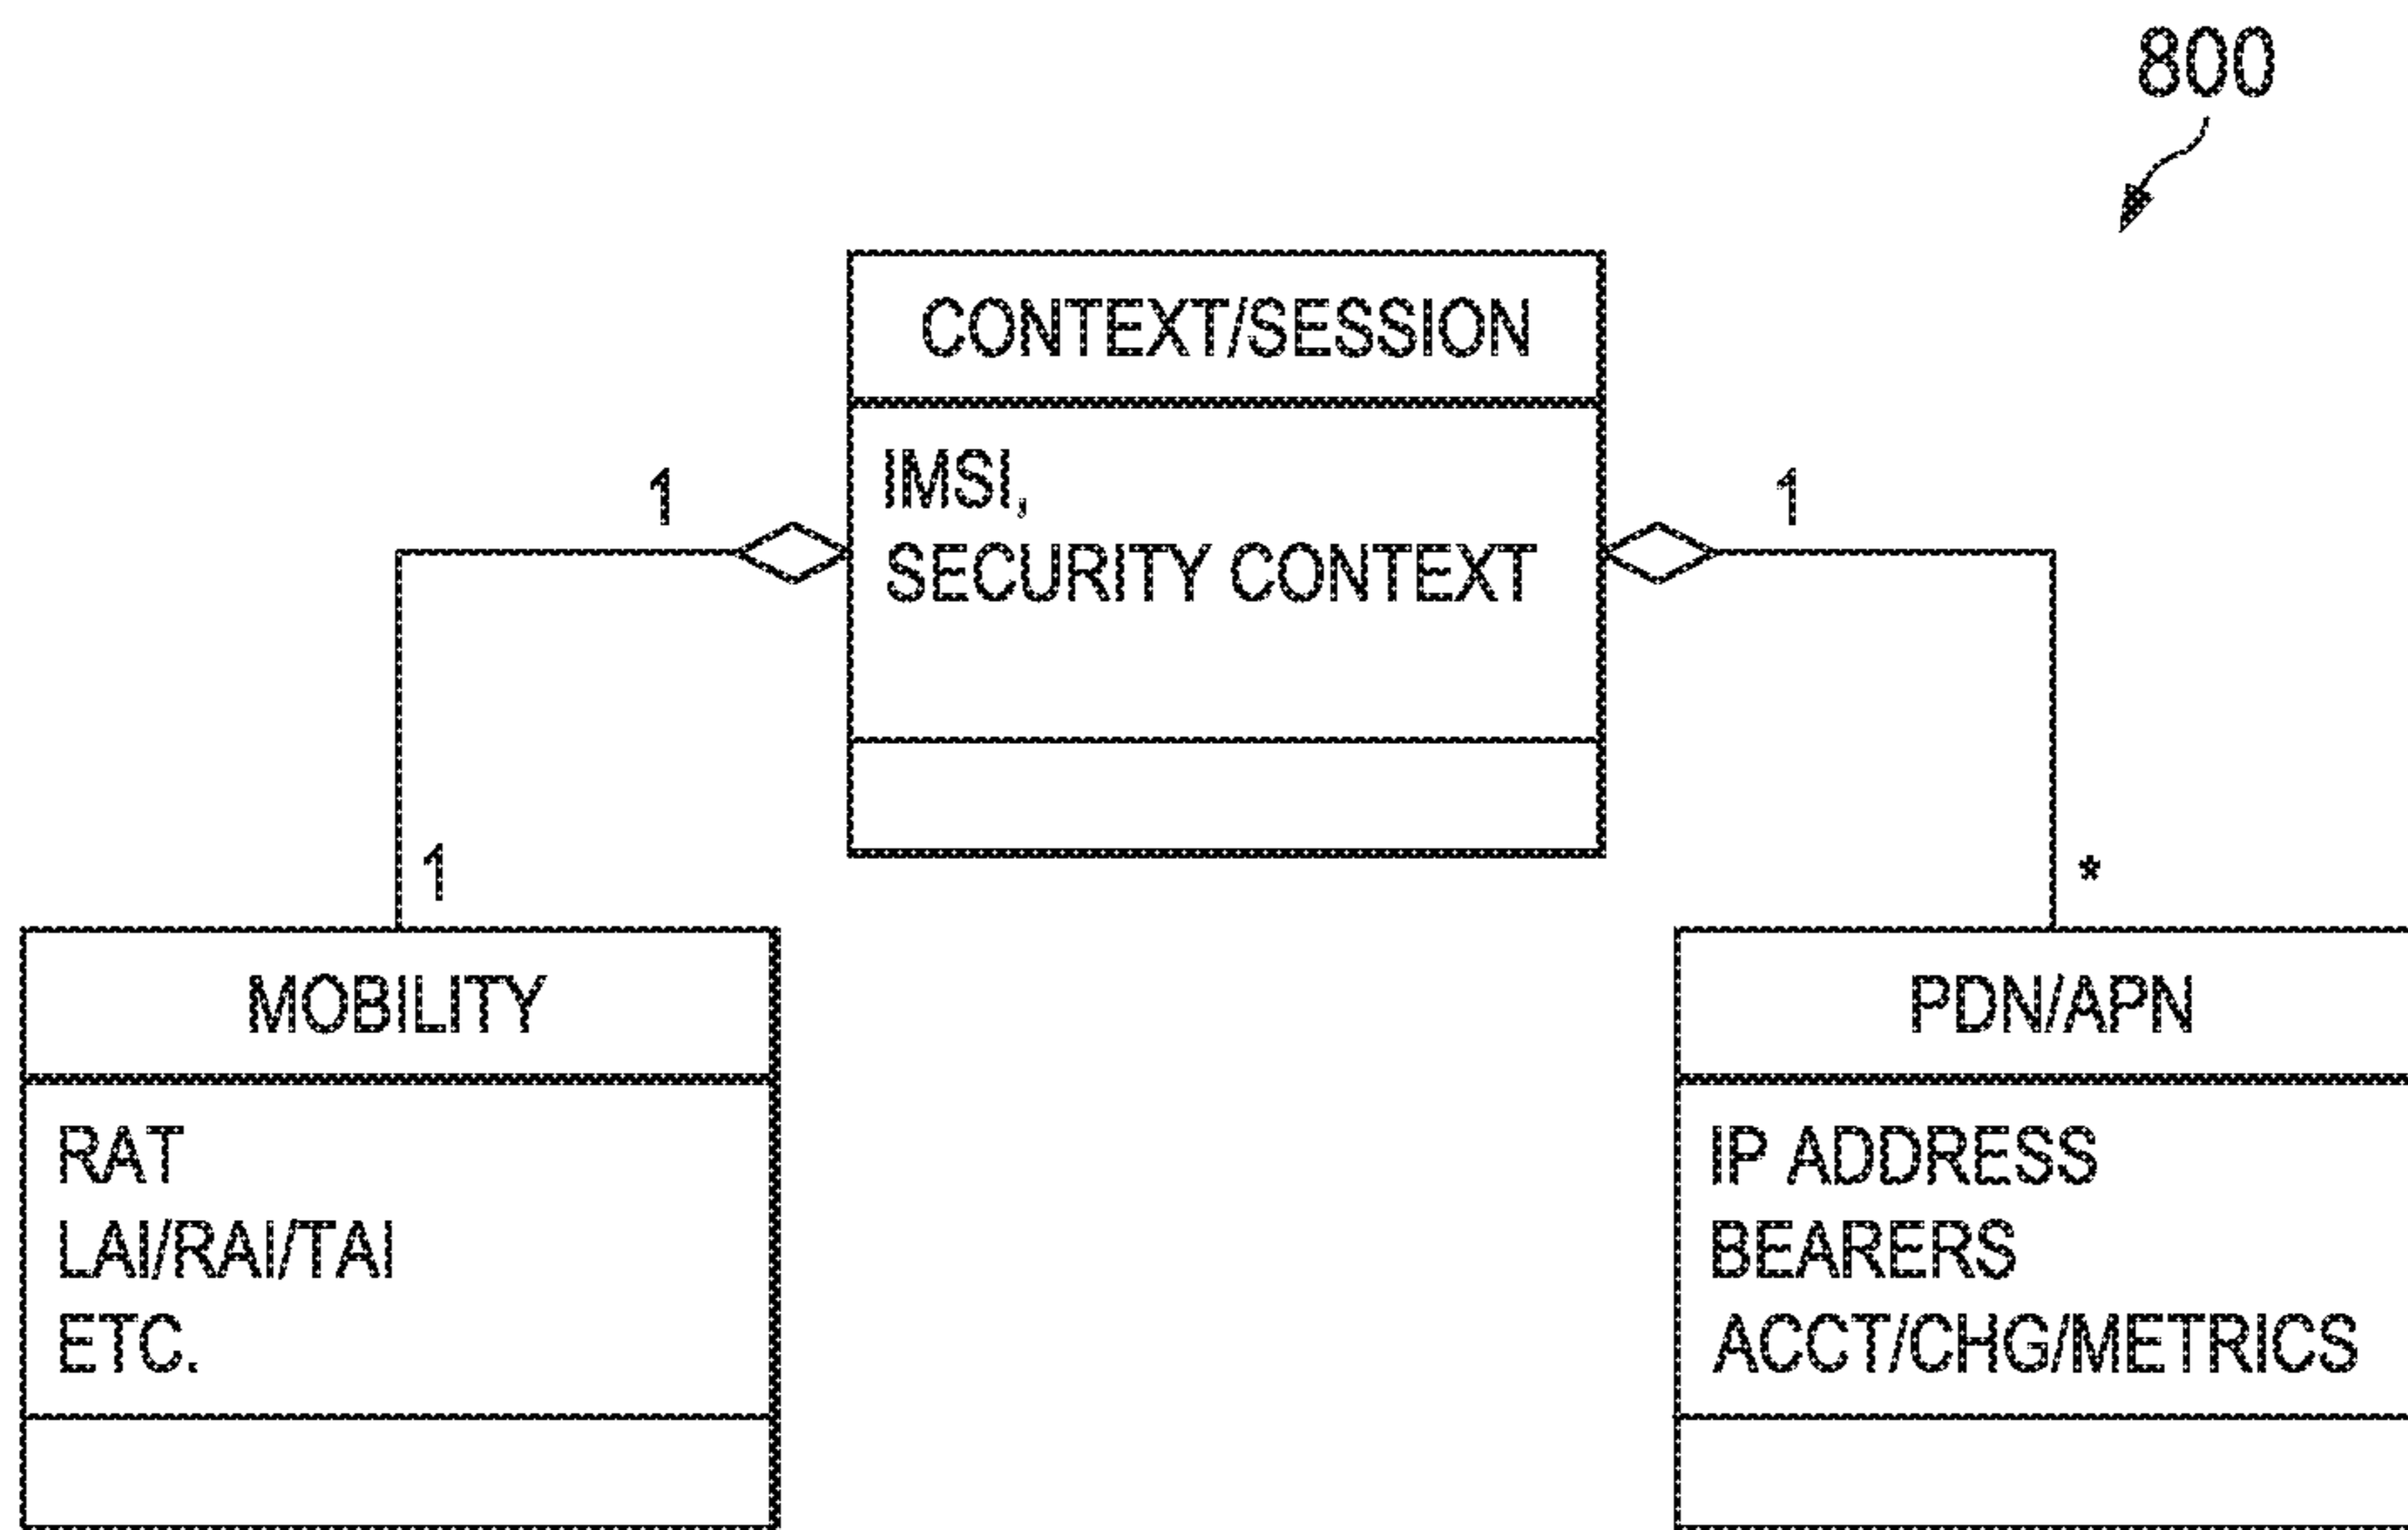 800
CONTEXT/SESSION
IMSI,
SECURITY CONTEXT
1
1
1
*
MOBILITY
RAT
LAI/RAI/TAI
ETC.
PDN/APN
IP ADDRESS
BEARERS
ACCT/CHG/METRICS